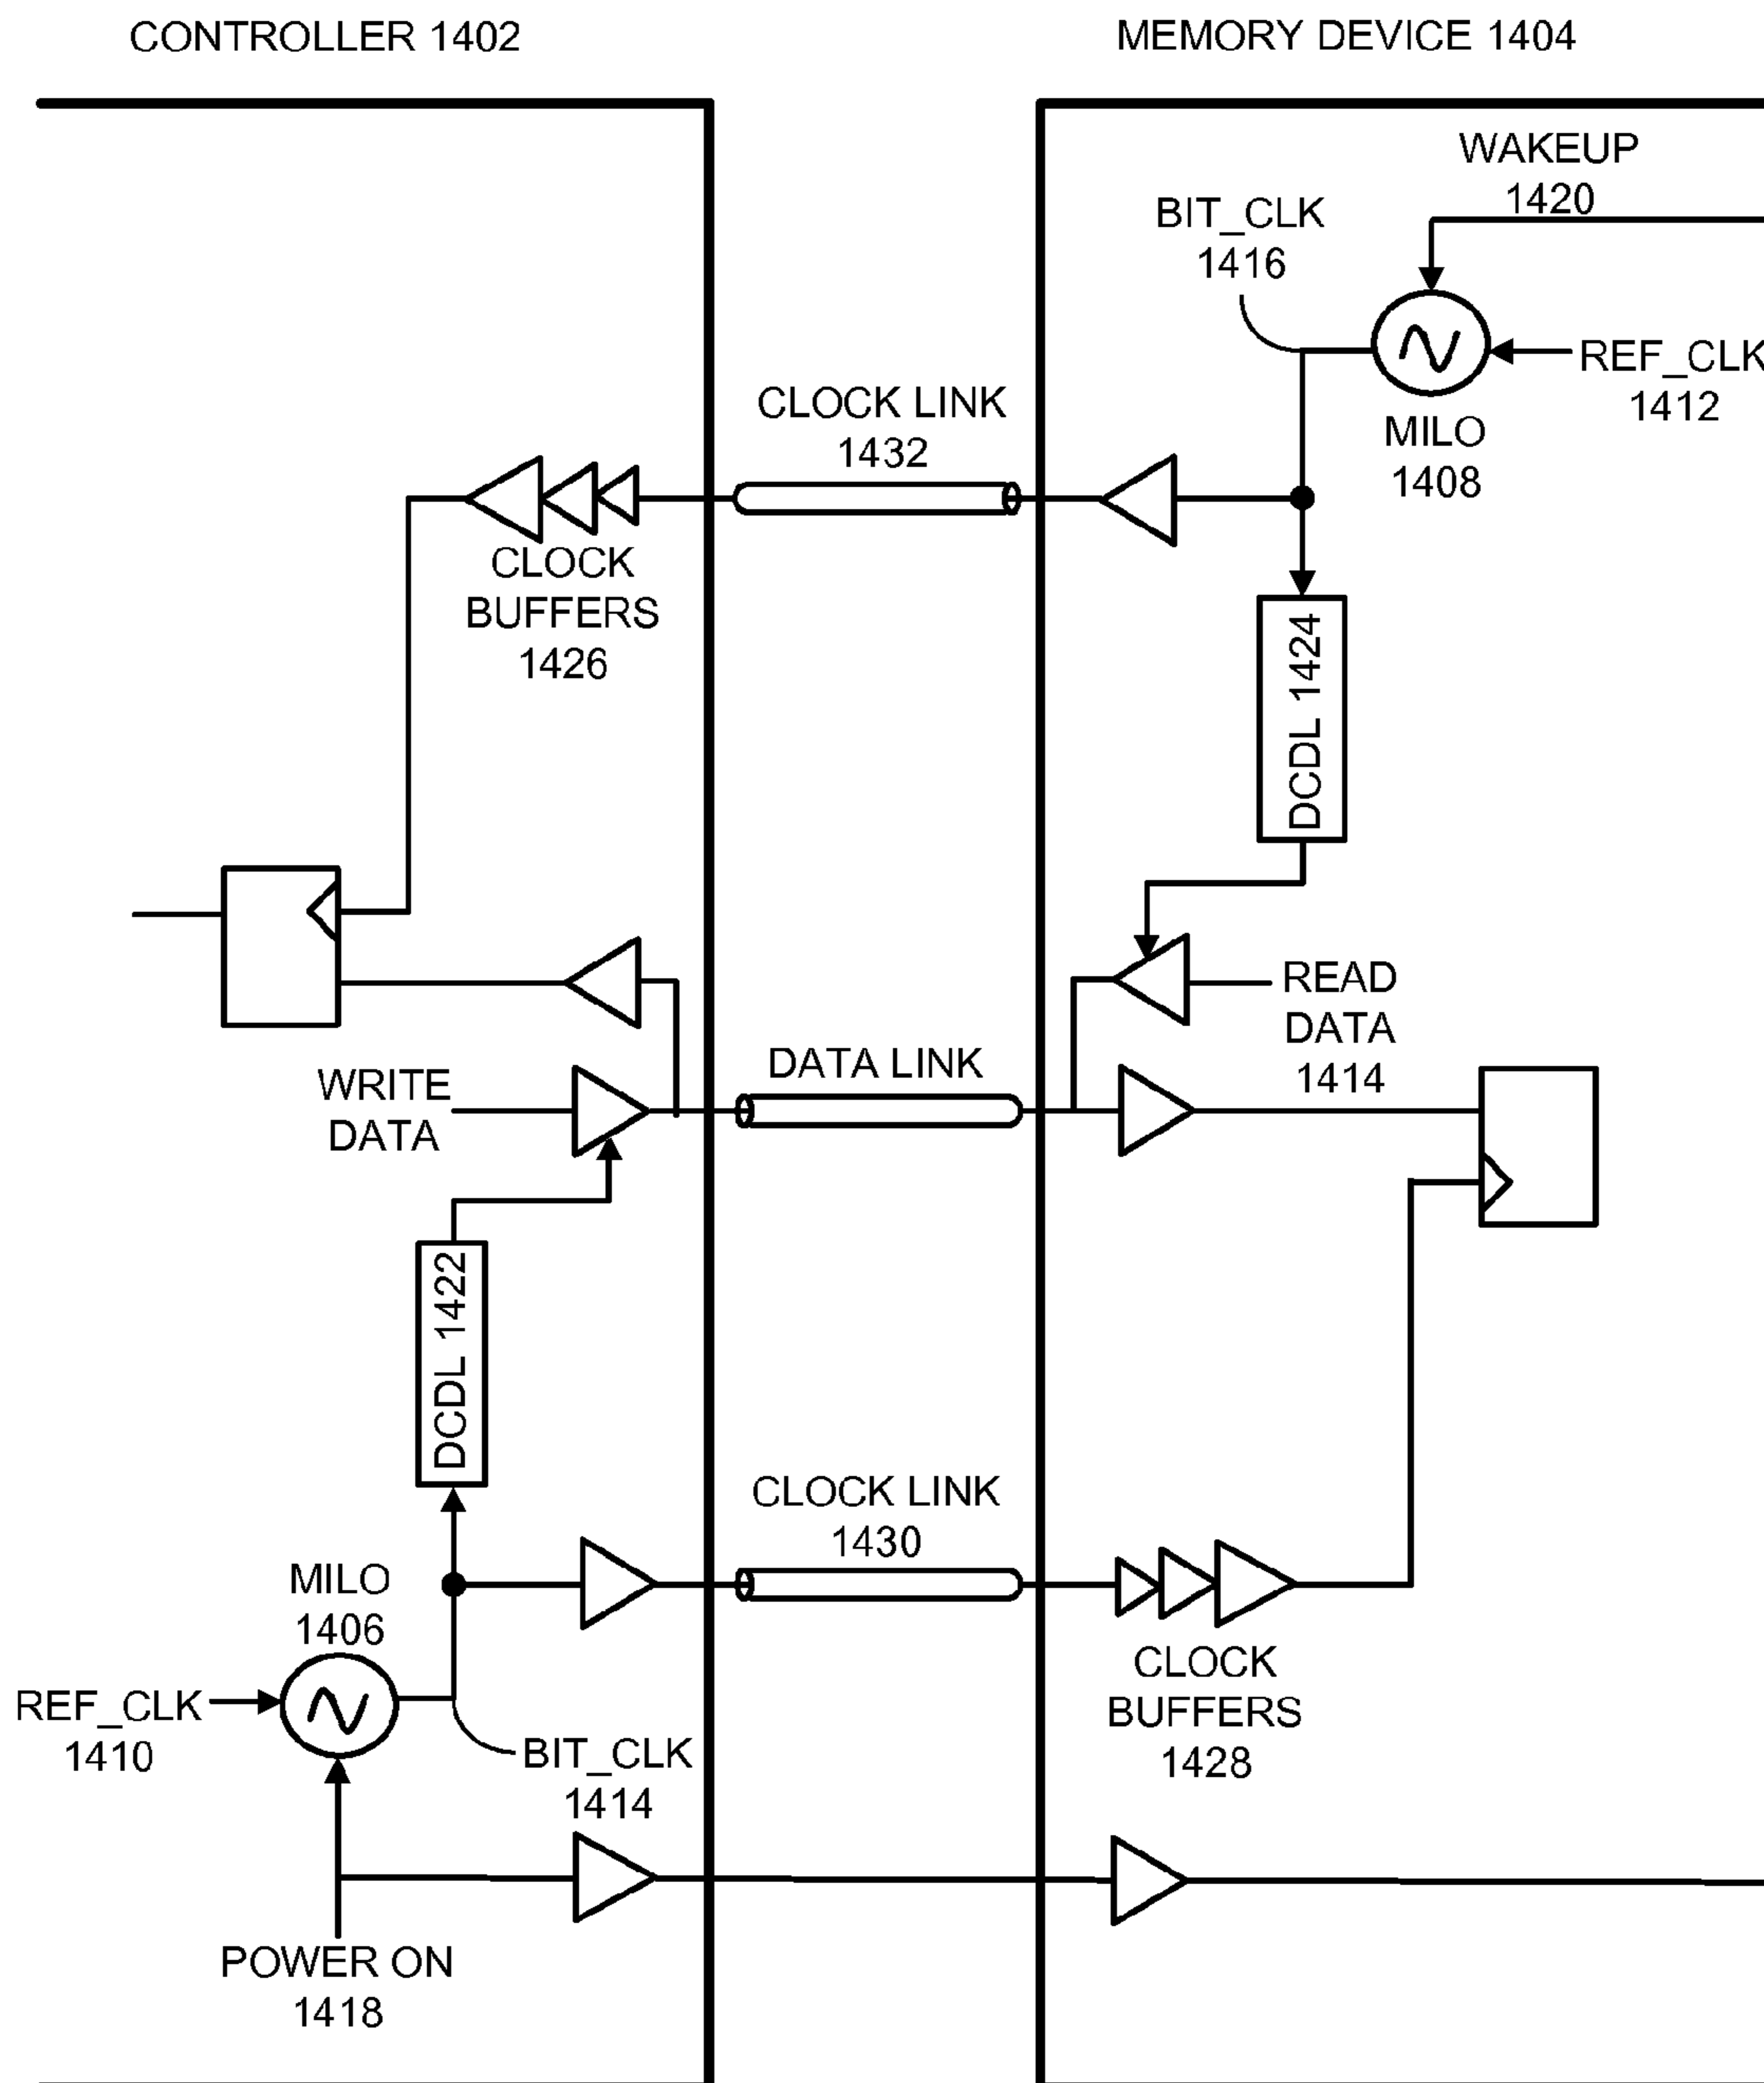 CONTROLLER 1402
MEMORY DEVICE 1404
WAKEUP
1420
BIT_CLK
1416
REF_CLK
1412
MILO
1408
CLOCK LINK
1432
CLOCK
BUFFERS
1426
DCDL 1424
READ
DATA
1414
DATA LINK
WRITE
DATA
DCDL 1422
CLOCK LINK
1430
MILO
1406
CLOCK
BUFFERS
1428
REF_CLK
1410
BIT_CLK
1414
POWER ON
1418